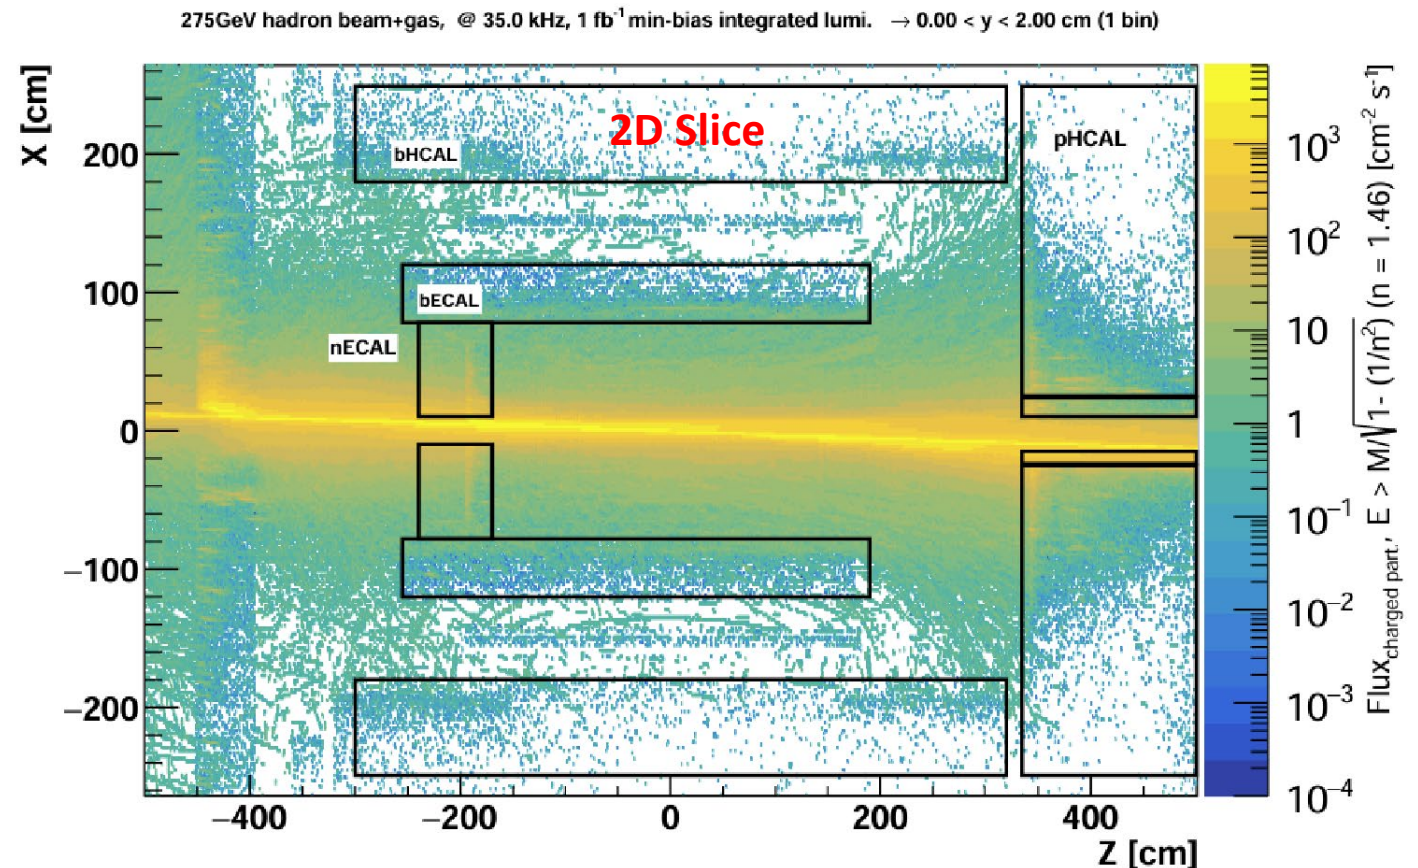 275GeV hadron beam+gas, @ 35.0 kHz, 1 fb⁻¹ min-bias integrated lumi. → 0.00 < y < 2.00 cm (1 bin)
X [cm]
200
100
0
−100
−200
2D Slice
bHCAL
pHCAL
bECAL
nECAL
−400
−200
0
200
400
Z [cm]
10³
10²
10
1
10⁻¹
10⁻²
10⁻³
10⁻⁴
Flux_charged part., E > M/√1- (1/n²) (n = 1.46) [cm² s⁻¹]